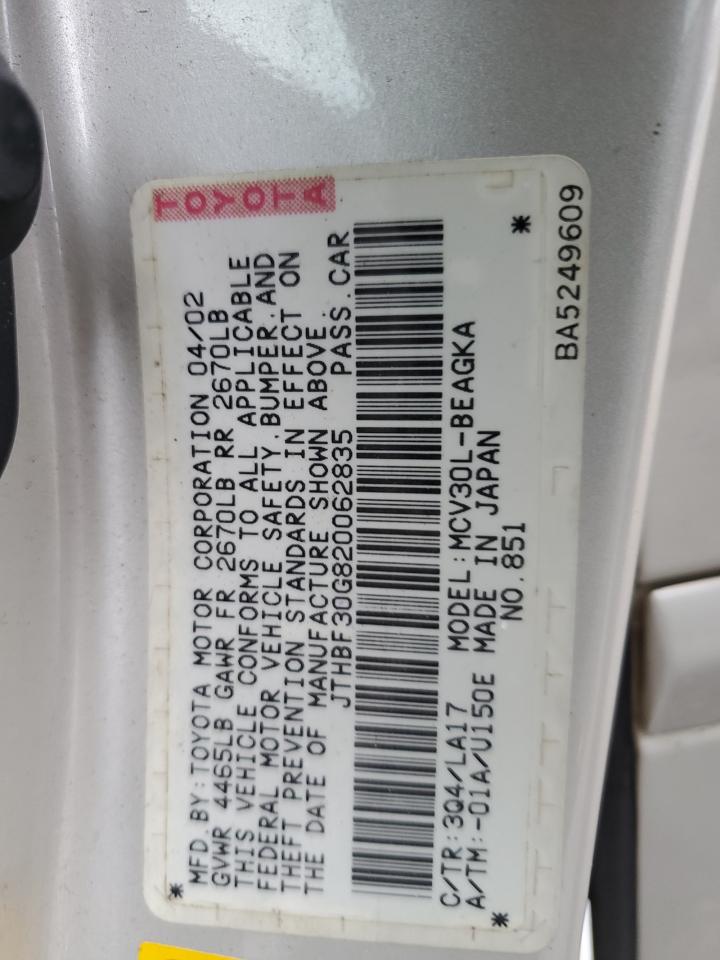 TOYOTA
MFD.BY:TOYOTA MOTOR CORPORATION 04/02
GVWR 4465LB GAWR FR 2670LB RR 2670LB
THIS VEHICLE CONFORMS TO ALL APPLICABLE
FEDERAL MOTOR VEHICLE SAFETY,BUMPER,AND
THEFT PREVENTION STANDARDS IN EFFECT ON
THE DATE OF MANUFACTURE SHOWN ABOVE.
JTHBF30G820062835 PASS.CAR
C/TR:3Q4/LA17 MODEL:MCV30L-BEAGKA
A/TM:-01A/U150E MADE IN JAPAN
NO.851
BA5249609